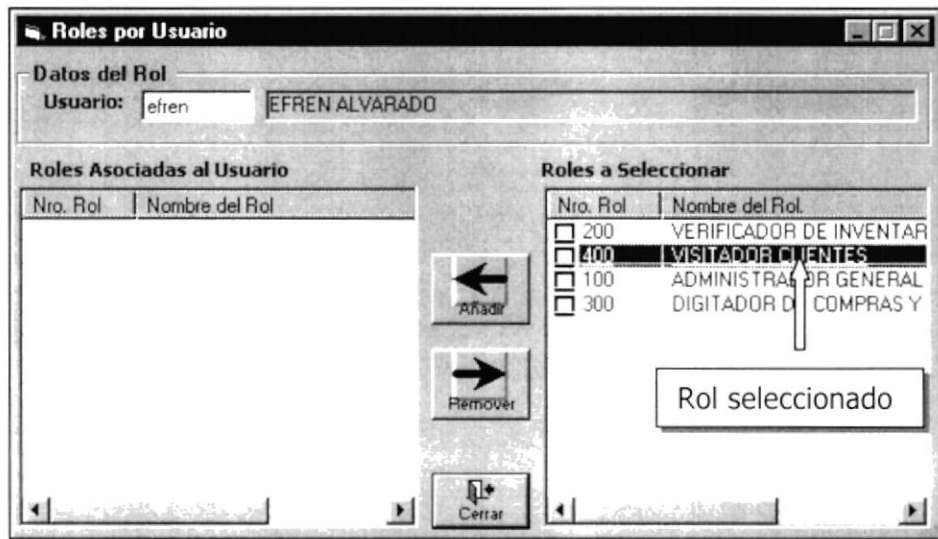 Roles por Usuario
Datos del Rol
Usuario: efren EFREN ALVARADO
Roles Asociadas al Usuario
Nro. Rol Nombre del Rol
Añadir
Remover
Cerrar
Roles a Seleccionar
Nro. Rol Nombre del Rol.
200 VERIFICADOR DE INVENTAR
400 VISITADOR CLIENTES
100 ADMINISTRADOR GENERAL
300 DIGITADOR DE COMPRAS Y
Rol seleccionado